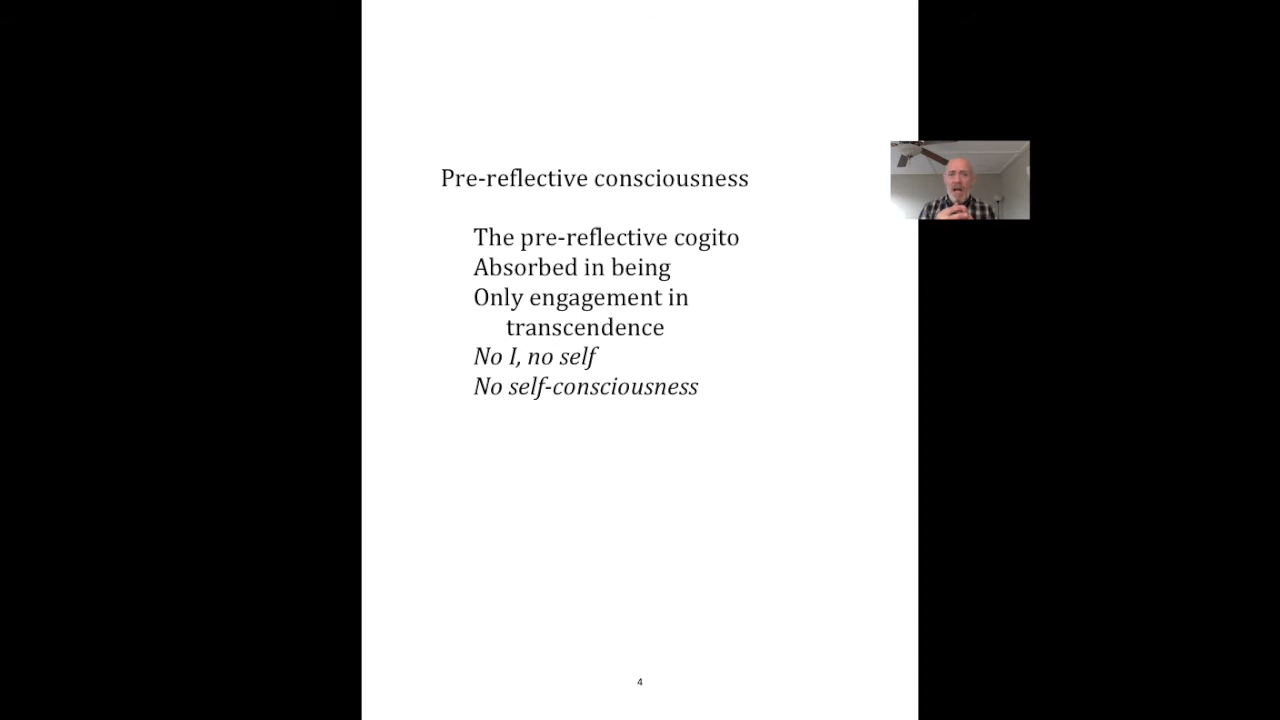 Pre-reflective consciousness
The pre-reflective cogito
Absorbed in being
Only engagement in
transcendence
No I, no self
No self-consciousness
4